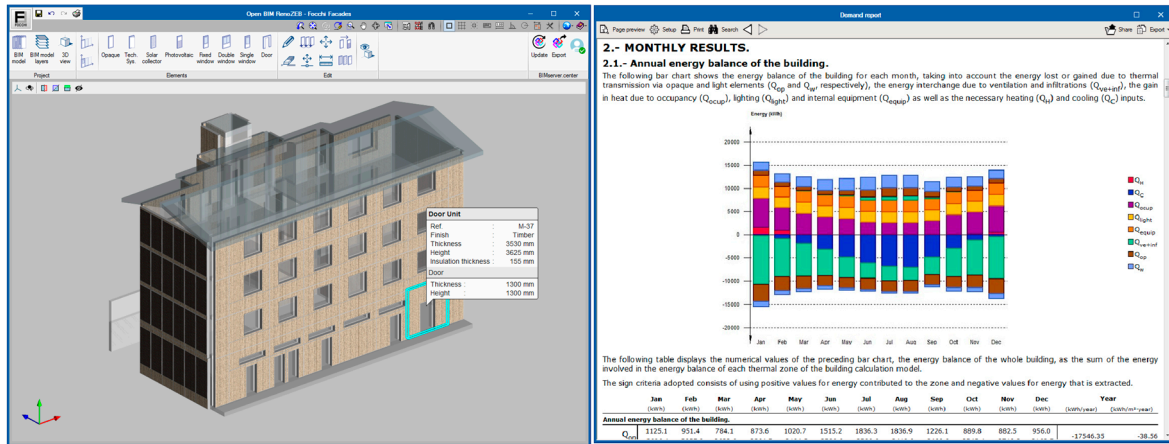 Open BIM RenoZEB - Focchi Facades
F
FOCCHI
BIM model
BIM model layers
3D view
Opaque
Tech. Sys.
Solar collector
Photovoltaic
Fixed window
Double window
Single window
Door
Update
Export
Project
Elements
Edit
BIMserver.center
Door Unit
Ref. : M-37
Finish : Timber
Thickness : 3530 mm
Height : 3625 mm
Insulation thickness : 155 mm
Door
Thickness : 1300 mm
Height : 1300 mm
Demand report
Page preview Setup Print Search Share Export
2.- MONTHLY RESULTS.
2.1.- Annual energy balance of the building.
The following bar chart shows the energy balance of the building for each month, taking into account the energy lost or gained due to thermal
transmission via opaque and light elements (Qop and Qw, respectively), the energy interchange due to ventilation and infiltrations (Qve+inf), the gain
in heat due to occupancy (Qocup), lighting (Qlight) and internal equipment (Qequip) as well as the necessary heating (QH) and cooling (QC) inputs.
Energy (kWh)
20000
15000
10000
5000
0
-5000
-10000
-15000
-20000
Jan Feb Mar Apr May Jun Jul Aug Sep Oct Nov Dec
QH
QC
Qocup
Qlight
Qequip
Qve+inf
Qop
Qw
The following table displays the numerical values of the preceding bar chart, the energy balance of the whole building, as the sum of the energy
involved in the energy balance of each thermal zone of the building calculation model.
The sign criteria adopted consists of using positive values for energy contributed to the zone and negative values for energy that is extracted.
Jan Feb Mar Apr May Jun Jul Aug Sep Oct Nov Dec Year
(kWh) (kWh) (kWh) (kWh) (kWh) (kWh) (kWh) (kWh) (kWh) (kWh) (kWh) (kWh) (kWh/year) (kWh/m²·year)
Annual energy balance of the building.
Qop 1125.1 951.4 784.1 873.6 1020.7 1515.2 1836.3 1836.9 1226.1 889.8 882.5 956.0 -17546.35 -38.56